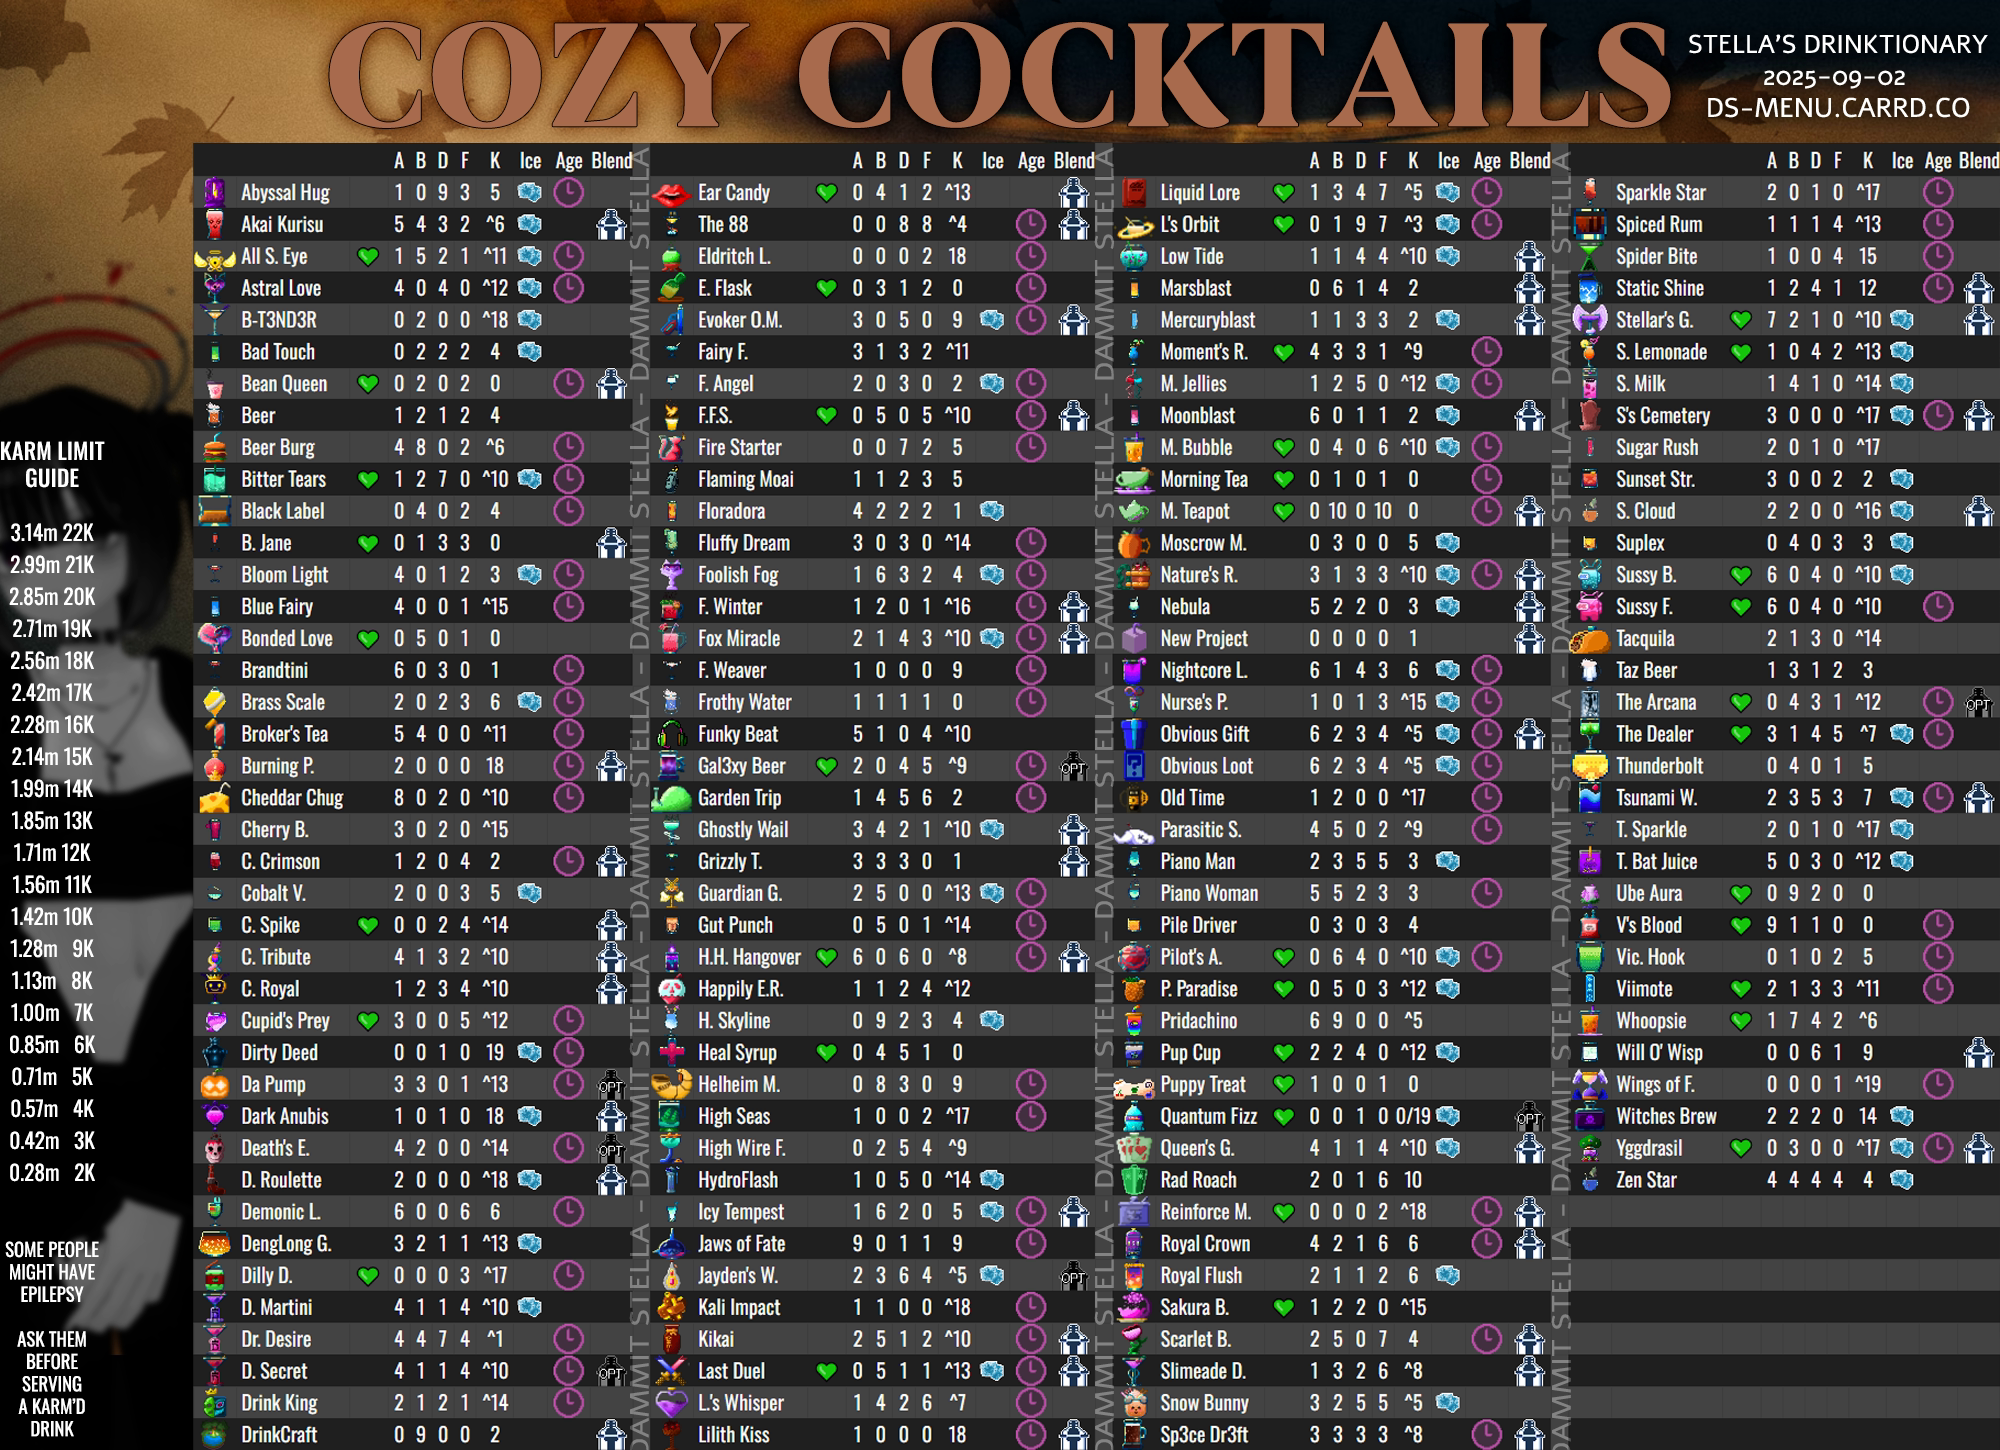 COZY COCKTAILS
STELLA'S DRINKTIONARY
2025-09-02
DS-MENU.CARRD.CO
KARM LIMIT
GUIDE
3.14m 22K
2.99m 21K
2.85m 20K
2.71m 19K
2.56m 18K
2.42m 17K
2.28m 16K
2.14m 15K
1.99m 14K
1.85m 13K
1.71m 12K
1.56m 11K
1.42m 10K
1.28m 9K
1.13m 8K
1.00m 7K
0.85m 6K
0.71m 5K
0.57m 4K
0.42m 3K
0.28m 2K
SOME PEOPLE
MIGHT HAVE
EPILEPSY
ASK THEM
BEFORE
SERVING
A KARM'D
DRINK
A B D F K Ice Age Blend
Abyssal Hug 1 0 9 3 5
Akai Kurisu 5 4 3 2 ^6
All S. Eye 1 5 2 1 ^11
Astral Love 4 0 4 0 ^12
B-T3ND3R 0 2 0 0 ^18
Bad Touch 0 2 2 2 4
Bean Queen 0 2 0 2 0
Beer 1 2 1 2 4
Beer Burg 4 8 0 2 ^6
Bitter Tears 1 2 7 0 ^10
Black Label 0 4 0 2 4
B. Jane 0 1 3 3 0
Bloom Light 4 0 1 2 3
Blue Fairy 4 0 0 1 ^15
Bonded Love 0 5 0 1 0
Brandtini 6 0 3 0 1
Brass Scale 2 0 2 3 6
Broker's Tea 5 4 0 0 ^11
Burning P. 2 0 0 0 18
Cheddar Chug 8 0 2 0 ^10
Cherry B. 3 0 2 0 ^15
C. Crimson 1 2 0 4 2
Cobalt V. 2 0 0 3 5
C. Spike 0 0 2 4 ^14
C. Tribute 4 1 3 2 ^10
C. Royal 1 2 3 4 ^10
Cupid's Prey 3 0 0 5 ^12
Dirty Deed 0 0 1 0 19
Da Pump 3 3 0 1 ^13 OPT
Dark Anubis 1 0 1 0 18
Death's E. 4 2 0 0 ^14 OPT
D. Roulette 2 0 0 0 ^18
Demonic L. 6 0 0 6 6
DengLong G. 3 2 1 1 ^13
Dilly D. 0 0 0 3 ^17
D. Martini 4 1 1 4 ^10
Dr. Desire 4 4 7 4 ^1
D. Secret 4 1 1 4 ^10 OPT
Drink King 2 1 2 1 ^14
DrinkCraft 0 9 0 0 2
DAMMIT STELLA - DAMMIT STELLA - DAMMIT STELLA - DAMMIT STELLA
A B D F K Ice Age Blend
Ear Candy 0 4 1 2 ^13
The 88 0 0 8 8 ^4
Eldritch L. 0 0 0 2 18
E. Flask 0 3 1 2 0
Evoker O.M. 3 0 5 0 9
Fairy F. 3 1 3 2 ^11
F. Angel 2 0 3 0 2
F.F.S. 0 5 0 5 ^10
Fire Starter 0 0 7 2 5
Flaming Moai 1 1 2 3 5
Floradora 4 2 2 2 1
Fluffy Dream 3 0 3 0 ^14
Foolish Fog 1 6 3 2 4
F. Winter 1 2 0 1 ^16
Fox Miracle 2 1 4 3 ^10
F. Weaver 1 0 0 0 9
Frothy Water 1 1 1 1 0
Funky Beat 5 1 0 4 ^10
Gal3xy Beer 2 0 4 5 ^9 OPT
Garden Trip 1 4 5 6 2
Ghostly Wail 3 4 2 1 ^10
Grizzly T. 3 3 3 0 1
Guardian G. 2 5 0 0 ^13
Gut Punch 0 5 0 1 ^14
H.H. Hangover 6 0 6 0 ^8
Happily E.R. 1 1 2 4 ^12
H. Skyline 0 9 2 3 4
Heal Syrup 0 4 5 1 0
Helheim M. 0 8 3 0 9
High Seas 1 0 0 2 ^17
High Wire F. 0 2 5 4 ^9
HydroFlash 1 0 5 0 ^14
Icy Tempest 1 6 2 0 5
Jaws of Fate 9 0 1 1 9
Jayden's W. 2 3 6 4 ^5 OPT
Kali Impact 1 1 0 0 ^18
Kikai 2 5 1 2 ^10
Last Duel 0 5 1 1 ^13
L.'s Whisper 1 4 2 6 ^7
Lilith Kiss 1 0 0 0 18
DAMMIT STELLA - DAMMIT STELLA - DAMMIT STELLA - DAMMIT STELLA
A B D F K Ice Age Blend
Liquid Lore 1 3 4 7 ^5
L's Orbit 0 1 9 7 ^3
Low Tide 1 1 4 4 ^10
Marsblast 0 6 1 4 2
Mercuryblast 1 1 3 3 2
Moment's R. 4 3 3 1 ^9
M. Jellies 1 2 5 0 ^12
Moonblast 6 0 1 1 2
M. Bubble 0 4 0 6 ^10
Morning Tea 0 1 0 1 0
M. Teapot 0 10 0 10 0
Moscrow M. 0 3 0 0 5
Nature's R. 3 1 3 3 ^10
Nebula 5 2 2 0 3
New Project 0 0 0 0 1
Nightcore L. 6 1 4 3 6
Nurse's P. 1 0 1 3 ^15
Obvious Gift 6 2 3 4 ^5
Obvious Loot 6 2 3 4 ^5
Old Time 1 2 0 0 ^17
Parasitic S. 4 5 0 2 ^9
Piano Man 2 3 5 5 3
Piano Woman 5 5 2 3 3
Pile Driver 0 3 0 3 4
Pilot's A. 0 6 4 0 ^10
P. Paradise 0 5 0 3 ^12
Pridachino 6 9 0 0 ^5
Pup Cup 2 2 4 0 ^12
Puppy Treat 1 0 0 1 0
Quantum Fizz 0 0 1 0 0/19 OPT
Queen's G. 4 1 1 4 ^10
Rad Roach 2 0 1 6 10
Reinforce M. 0 0 0 2 ^18
Royal Crown 4 2 1 6 6
Royal Flush 2 1 1 2 6
Sakura B. 1 2 2 0 ^15
Scarlet B. 2 5 0 7 4
Slimeade D. 1 3 2 6 ^8
Snow Bunny 3 2 5 5 ^5
Sp3ce Dr3ft 3 3 3 3 ^8
DAMMIT STELLA - DAMMIT STELLA - DAMMIT STELLA - DAMMIT STELLA
A B D F K Ice Age Blend
Sparkle Star 2 0 1 0 ^17
Spiced Rum 1 1 1 4 ^13
Spider Bite 1 0 0 4 15
Static Shine 1 2 4 1 12
Stellar's G. 7 2 1 0 ^10
S. Lemonade 1 0 4 2 ^13
S. Milk 1 4 1 0 ^14
S's Cemetery 3 0 0 0 ^17
Sugar Rush 2 0 1 0 ^17
Sunset Str. 3 0 0 2 2
S. Cloud 2 2 0 0 ^16
Suplex 0 4 0 3 3
Sussy B. 6 0 4 0 ^10
Sussy F. 6 0 4 0 ^10
Tacquila 2 1 3 0 ^14
Taz Beer 1 3 1 2 3
The Arcana 0 4 3 1 ^12 OPT
The Dealer 3 1 4 5 ^7
Thunderbolt 0 4 0 1 5
Tsunami W. 2 3 5 3 7
T. Sparkle 2 0 1 0 ^17
T. Bat Juice 5 0 3 0 ^12
Ube Aura 0 9 2 0 0
V's Blood 9 1 1 0 0
Vic. Hook 0 1 0 2 5
Viimote 2 1 3 3 ^11
Whoopsie 1 7 4 2 ^6
Will O' Wisp 0 0 6 1 9
Wings of F. 0 0 0 1 ^19
Witches Brew 2 2 2 0 14
Yggdrasil 0 3 0 0 ^17
Zen Star 4 4 4 4 4